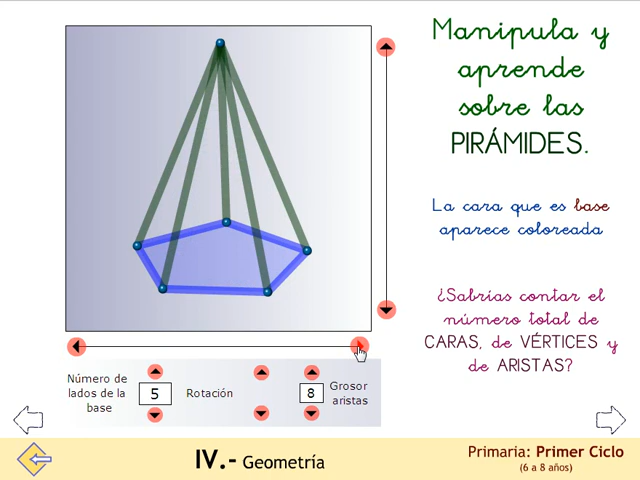 Manipula y
aprende
sobre las
PIRÁMIDES.
La cara que es base
aparece coloreada
¿Sabrías contar el
número total de
CARAS, de VÉRTICES y
de ARISTAS?
Número de
lados de la
base
5
Rotación
8
Grosor
aristas
IV.- Geometría
Primaria: Primer Ciclo
(6 a 8 años)